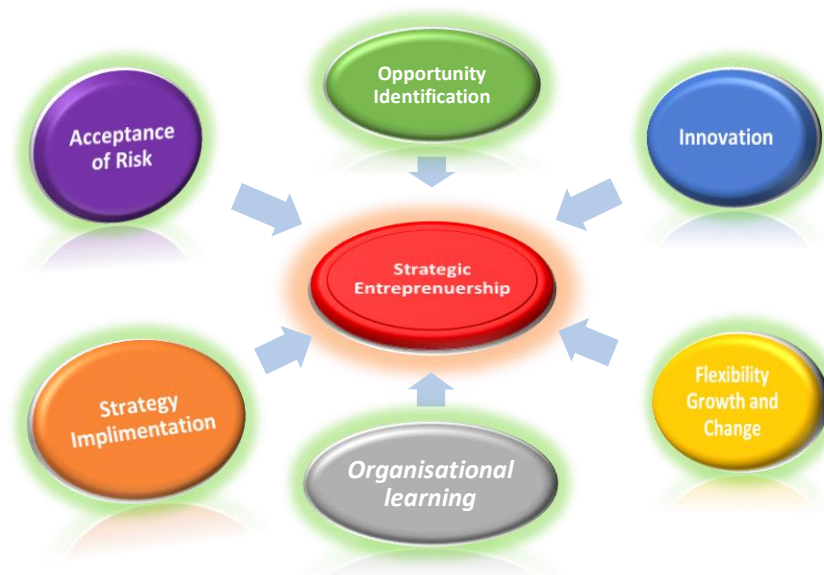 Opportunity
Identification
Acceptance
of Risk
Innovation
Strategic
Entreprenuership
Strategy
Implimentation
Flexibility
Growth and
Change
Organisational
learning